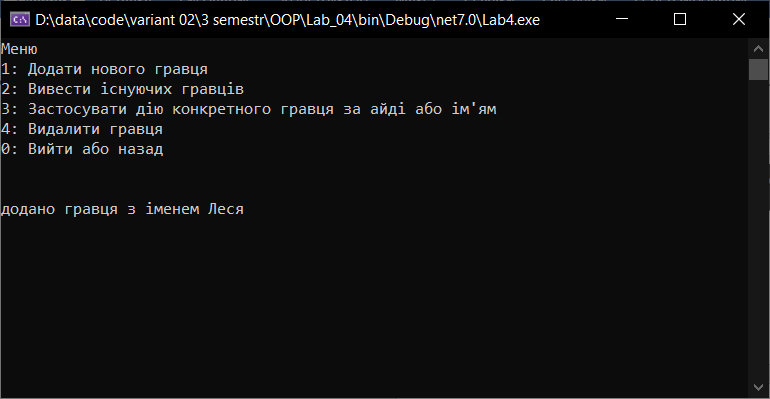 D:\data\code\variant 02\3 semestr\OOP\Lab_04\bin\Debug\net7.0\Lab4.exe
Меню
1: Додати нового гравця
2: Вивести існуючих гравців
3: Застосувати дію конкретного гравця за айді або ім'ям
4: Видалити гравця
0: Вийти або назад
додано гравця з іменем Леся